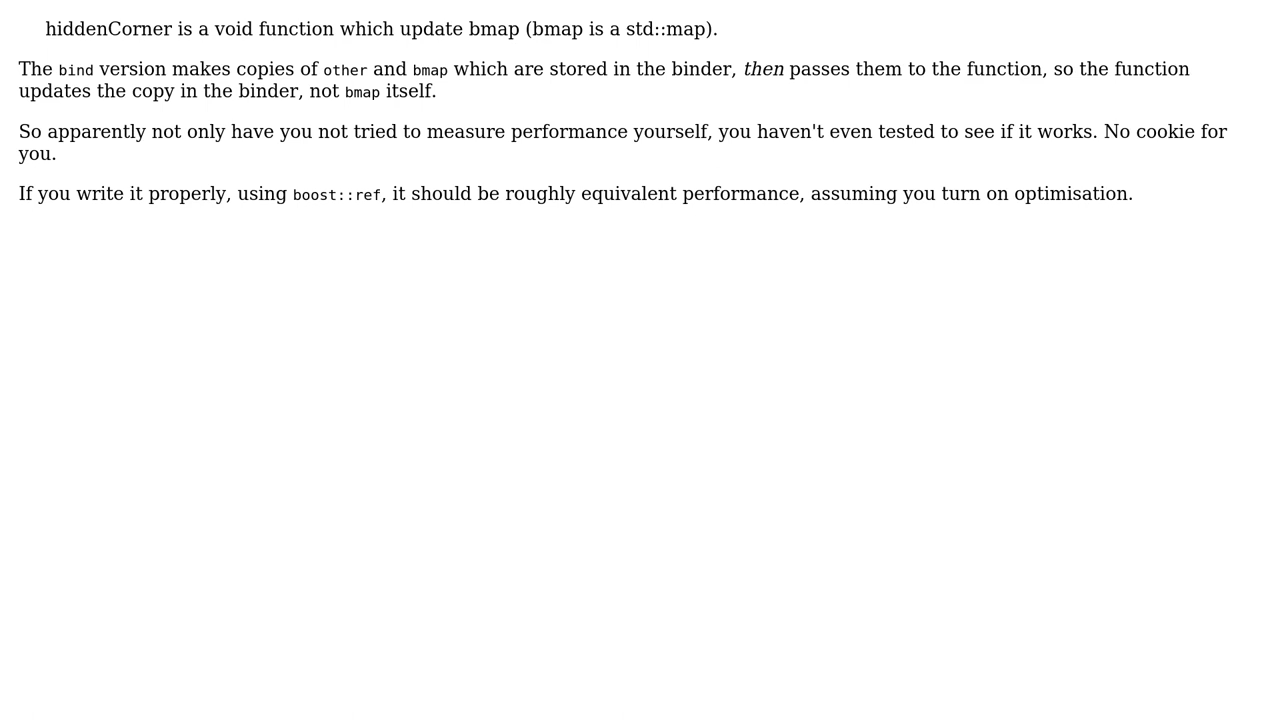 hiddenCorner is a void function which update bmap (bmap is a std::map).
The bind version makes copies of other and bmap which are stored in the binder, then passes them to the function, so the function
updates the copy in the binder, not bmap itself.
So apparently not only have you not tried to measure performance yourself, you haven't even tested to see if it works. No cookie for
you.
If you write it properly, using boost::ref, it should be roughly equivalent performance, assuming you turn on optimisation.